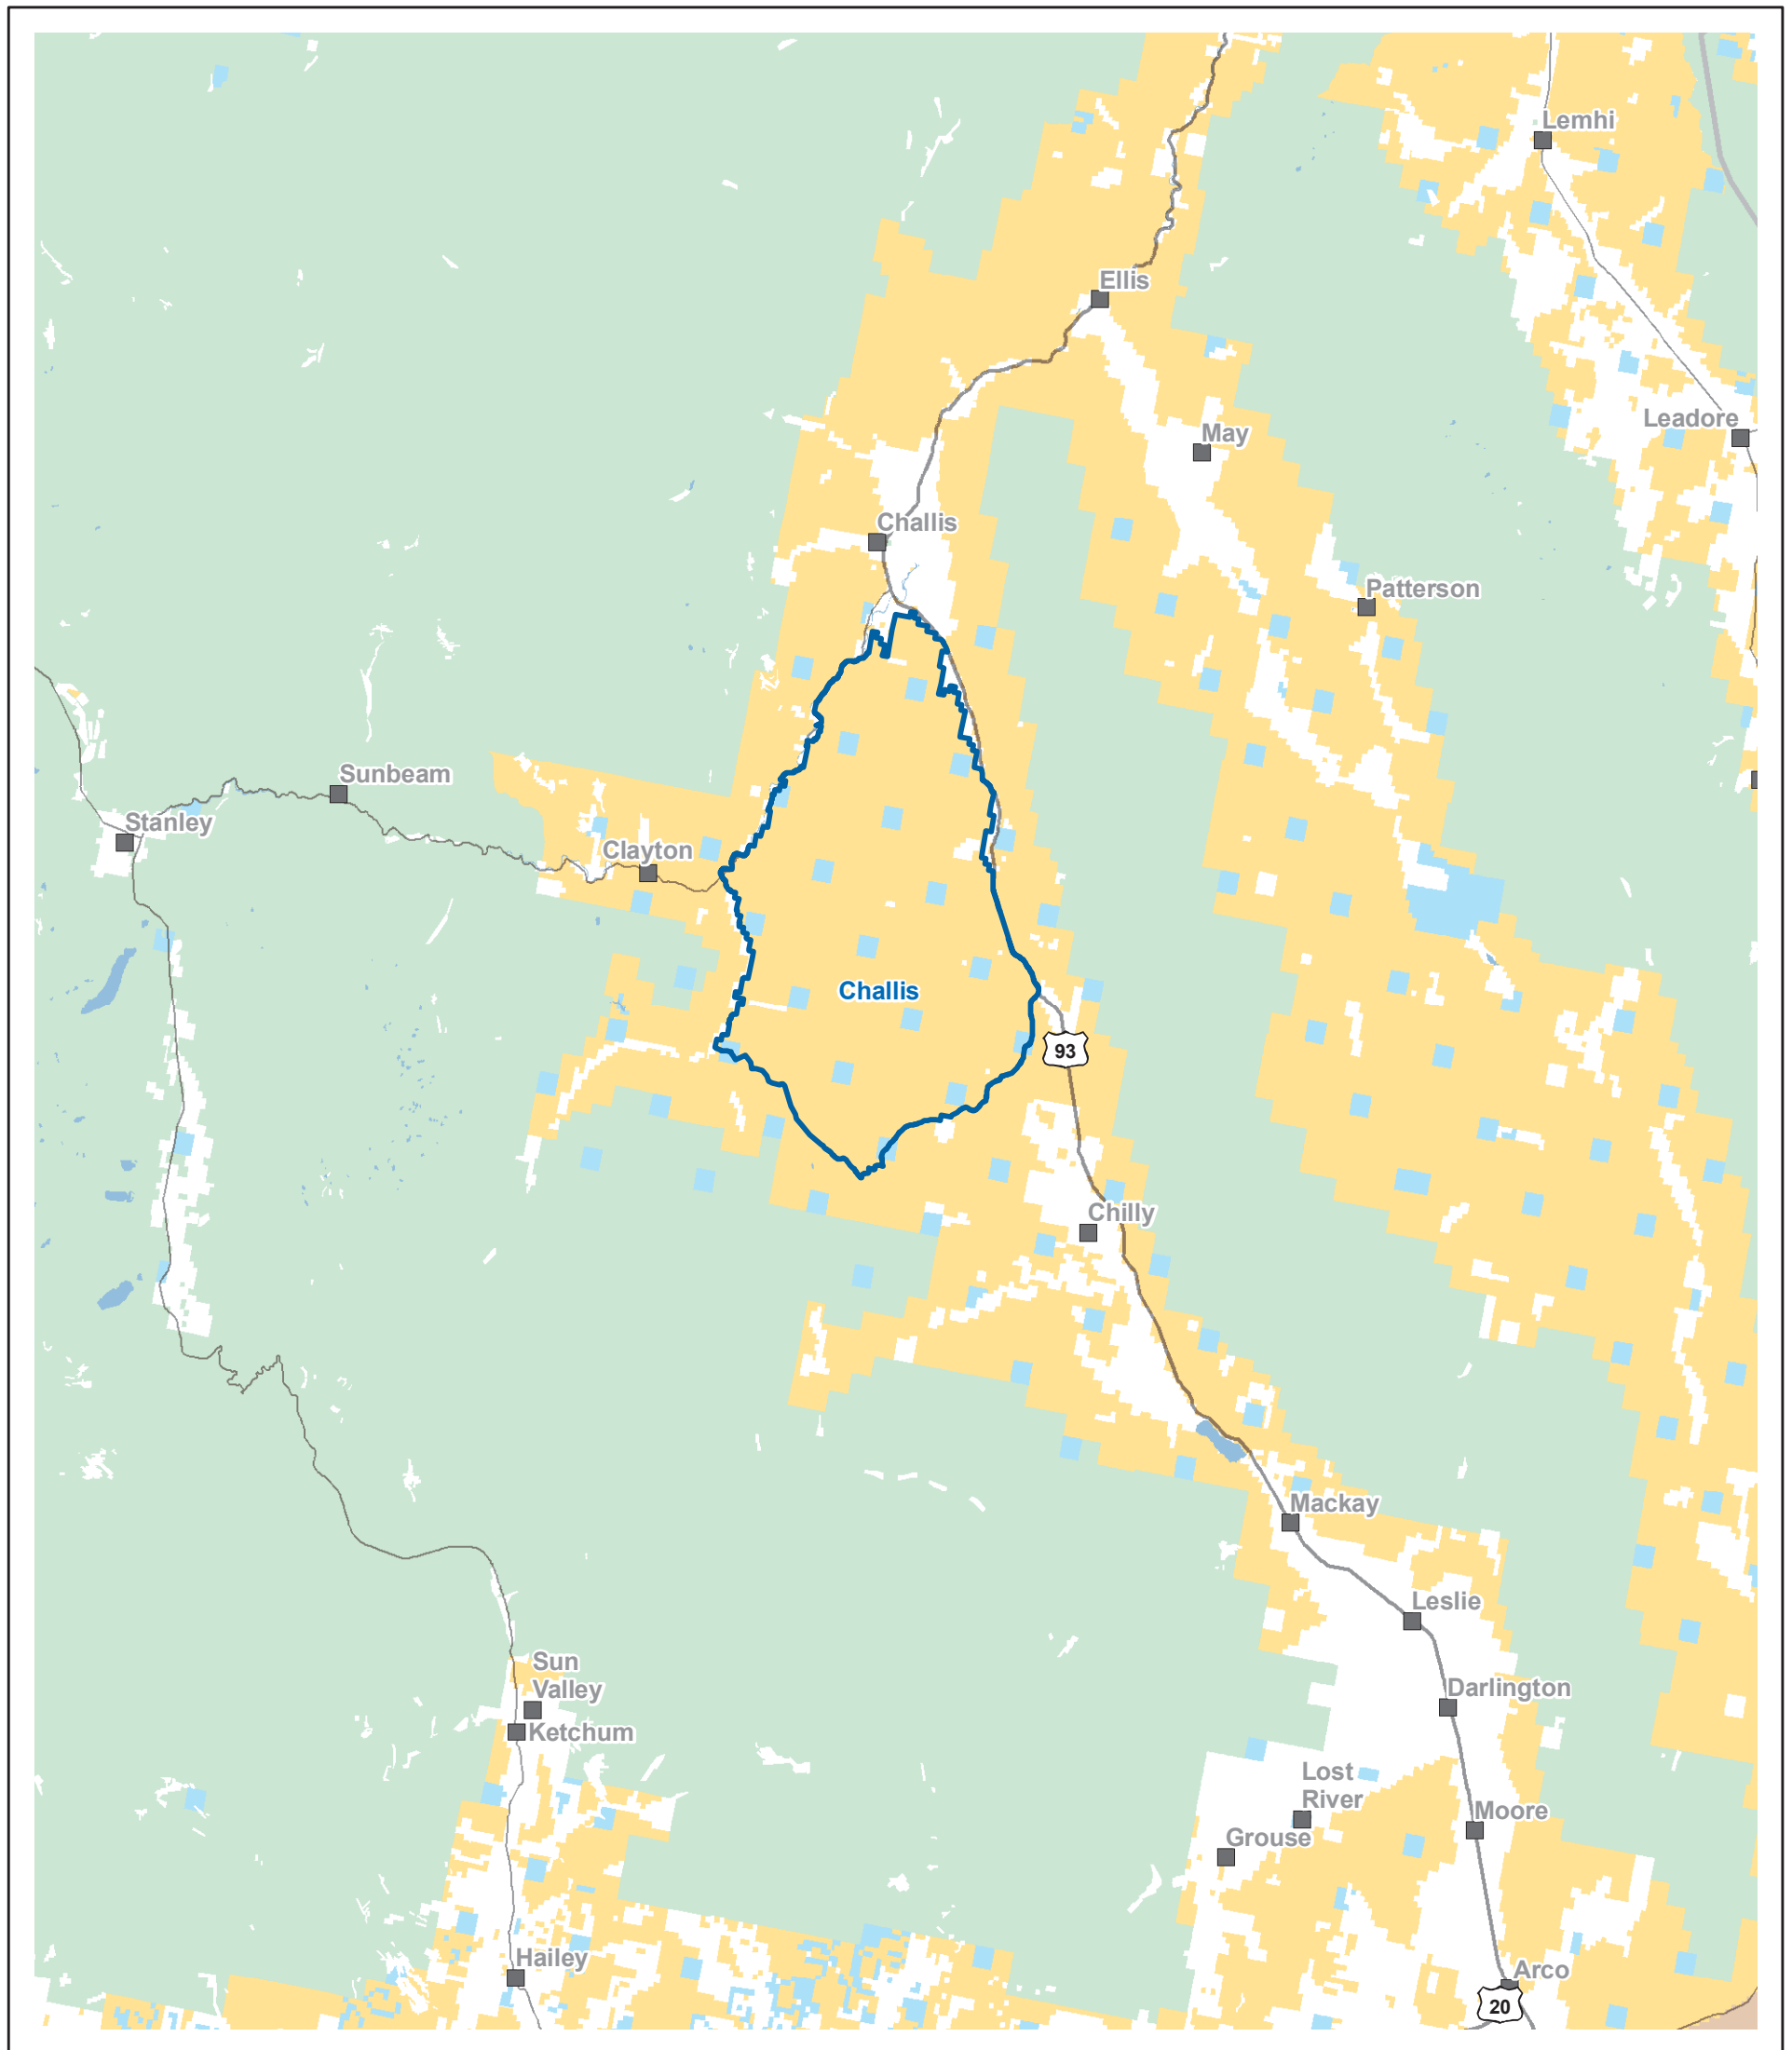 Lemhi
Ellis
Leadore
May
Challis
Patterson
Sunbeam
Stanley
Clayton
Challis
93
Chilly
Mackay
Leslie
Sun
Valley
Darlington
Ketchum
Lost
River
Moore
Grouse
Hailey
Arco
20